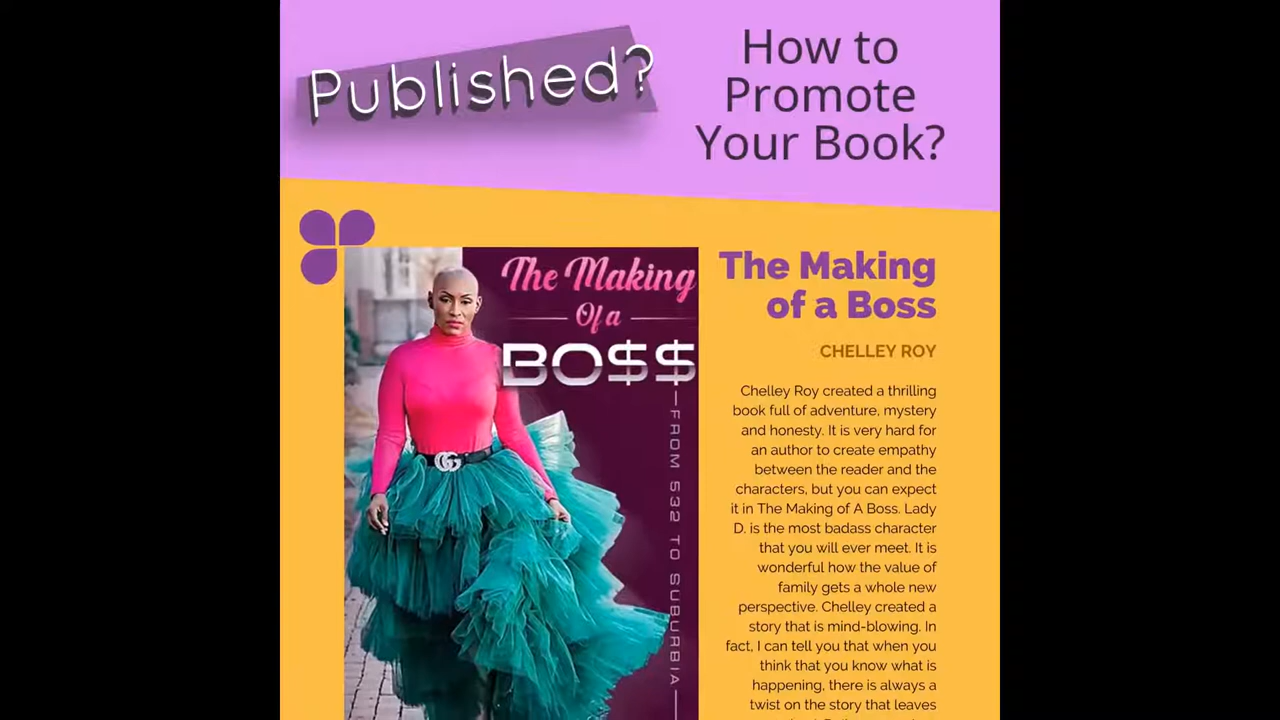 Published?
How to
Promote
Your Book?
The Making
Of a
BO$$
FROM 532 TO SUBURBIA
The Making
of a Boss
CHELLEY ROY
Chelley Roy created a thrilling
book full of adventure, mystery
and honesty. It is very hard for
an author to create empathy
between the reader and the
characters, but you can expect
it in The Making of A Boss. Lady
D. is the most badass character
that you will ever meet. It is
wonderful how the value of
family gets a whole new
perspective. Chelley created a
story that is mind-blowing. In
fact, I can tell you that when you
think that you know what is
happening, there is always a
twist on the story that leaves